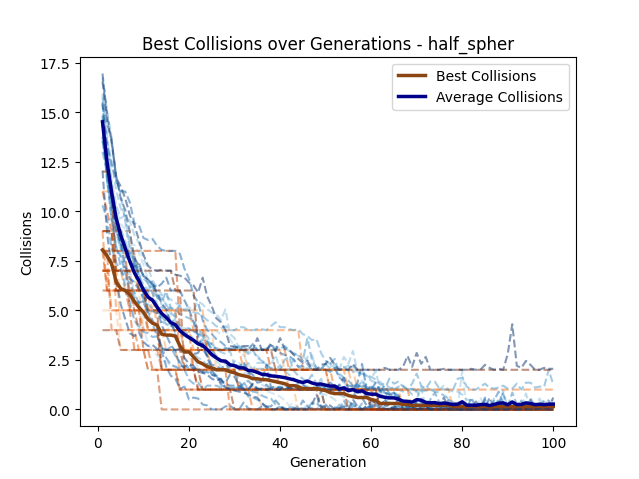 Best Collisions over Generations - half_spher
Best Collisions
Average Collisions
Collisions
17.5
15.0
12.5
10.0
7.5
5.0
2.5
0.0
0
20
40
60
80
100
Generation